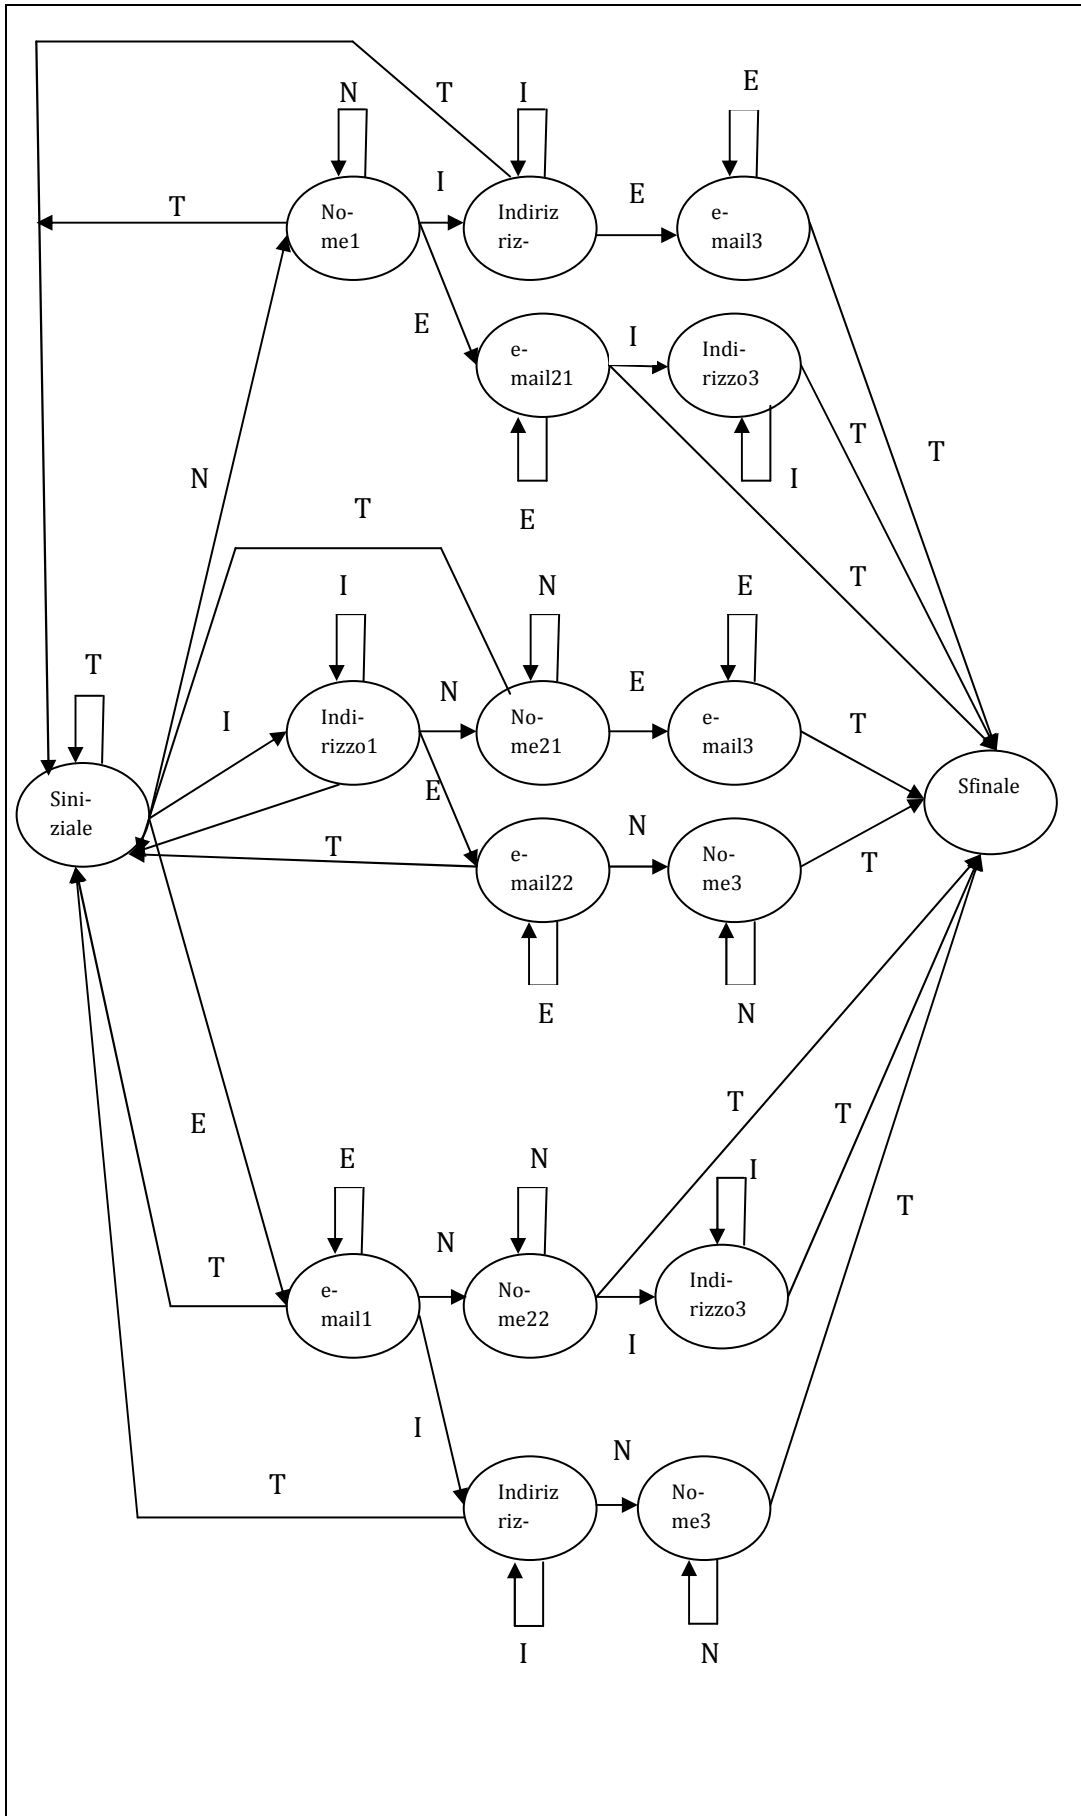 N
T
I
E
No-
me1
I
Indiriz
riz-
E
e-
mail3
T
E
e-
mail21
I
Indi-
rizzo3
T
T
N
T
E
I
T
I
N
E
T
I
Indi-
rizzo1
N
No-
me21
E
e-
mail3
T
Sini-
ziale
Sfinale
E
T
e-
mail22
N
No-
me3
T
E
N
E
T
T
T
E
N
I
T
N
e-
mail1
No-
me22
I
Indi-
rizzo3
I
T
N
Indiriz
riz-
No-
me3
I
N